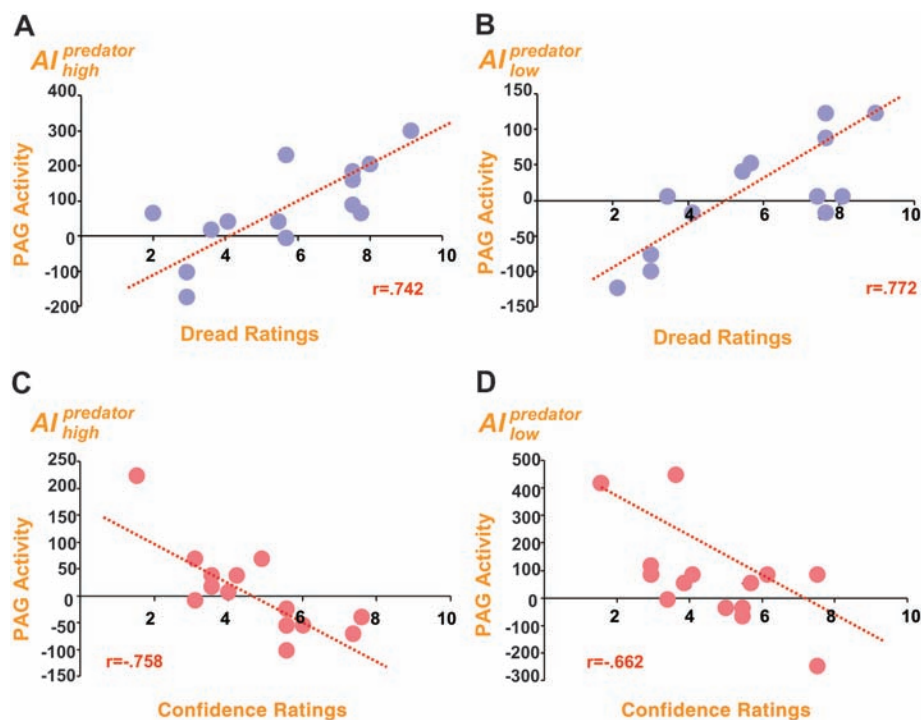 A
AI predator high
400
300
200
100
0
-100
-200
2 4 6 8 10
PAG Activity
r=.742
Dread Ratings
B
AI predator low
150
100
50
0
-50
-100
-150
2 4 6 8 10
PAG Activity
r=.772
Dread Ratings
C
AI predator high
250
200
150
100
50
0
-50
-100
-150
2 4 6 8 10
PAG Activity
r=-.758
Confidence Ratings
D
AI predator low
500
400
300
200
100
0
-100
-200
-300
2 4 6 8 10
PAG Activity
r=-.662
Confidence Ratings